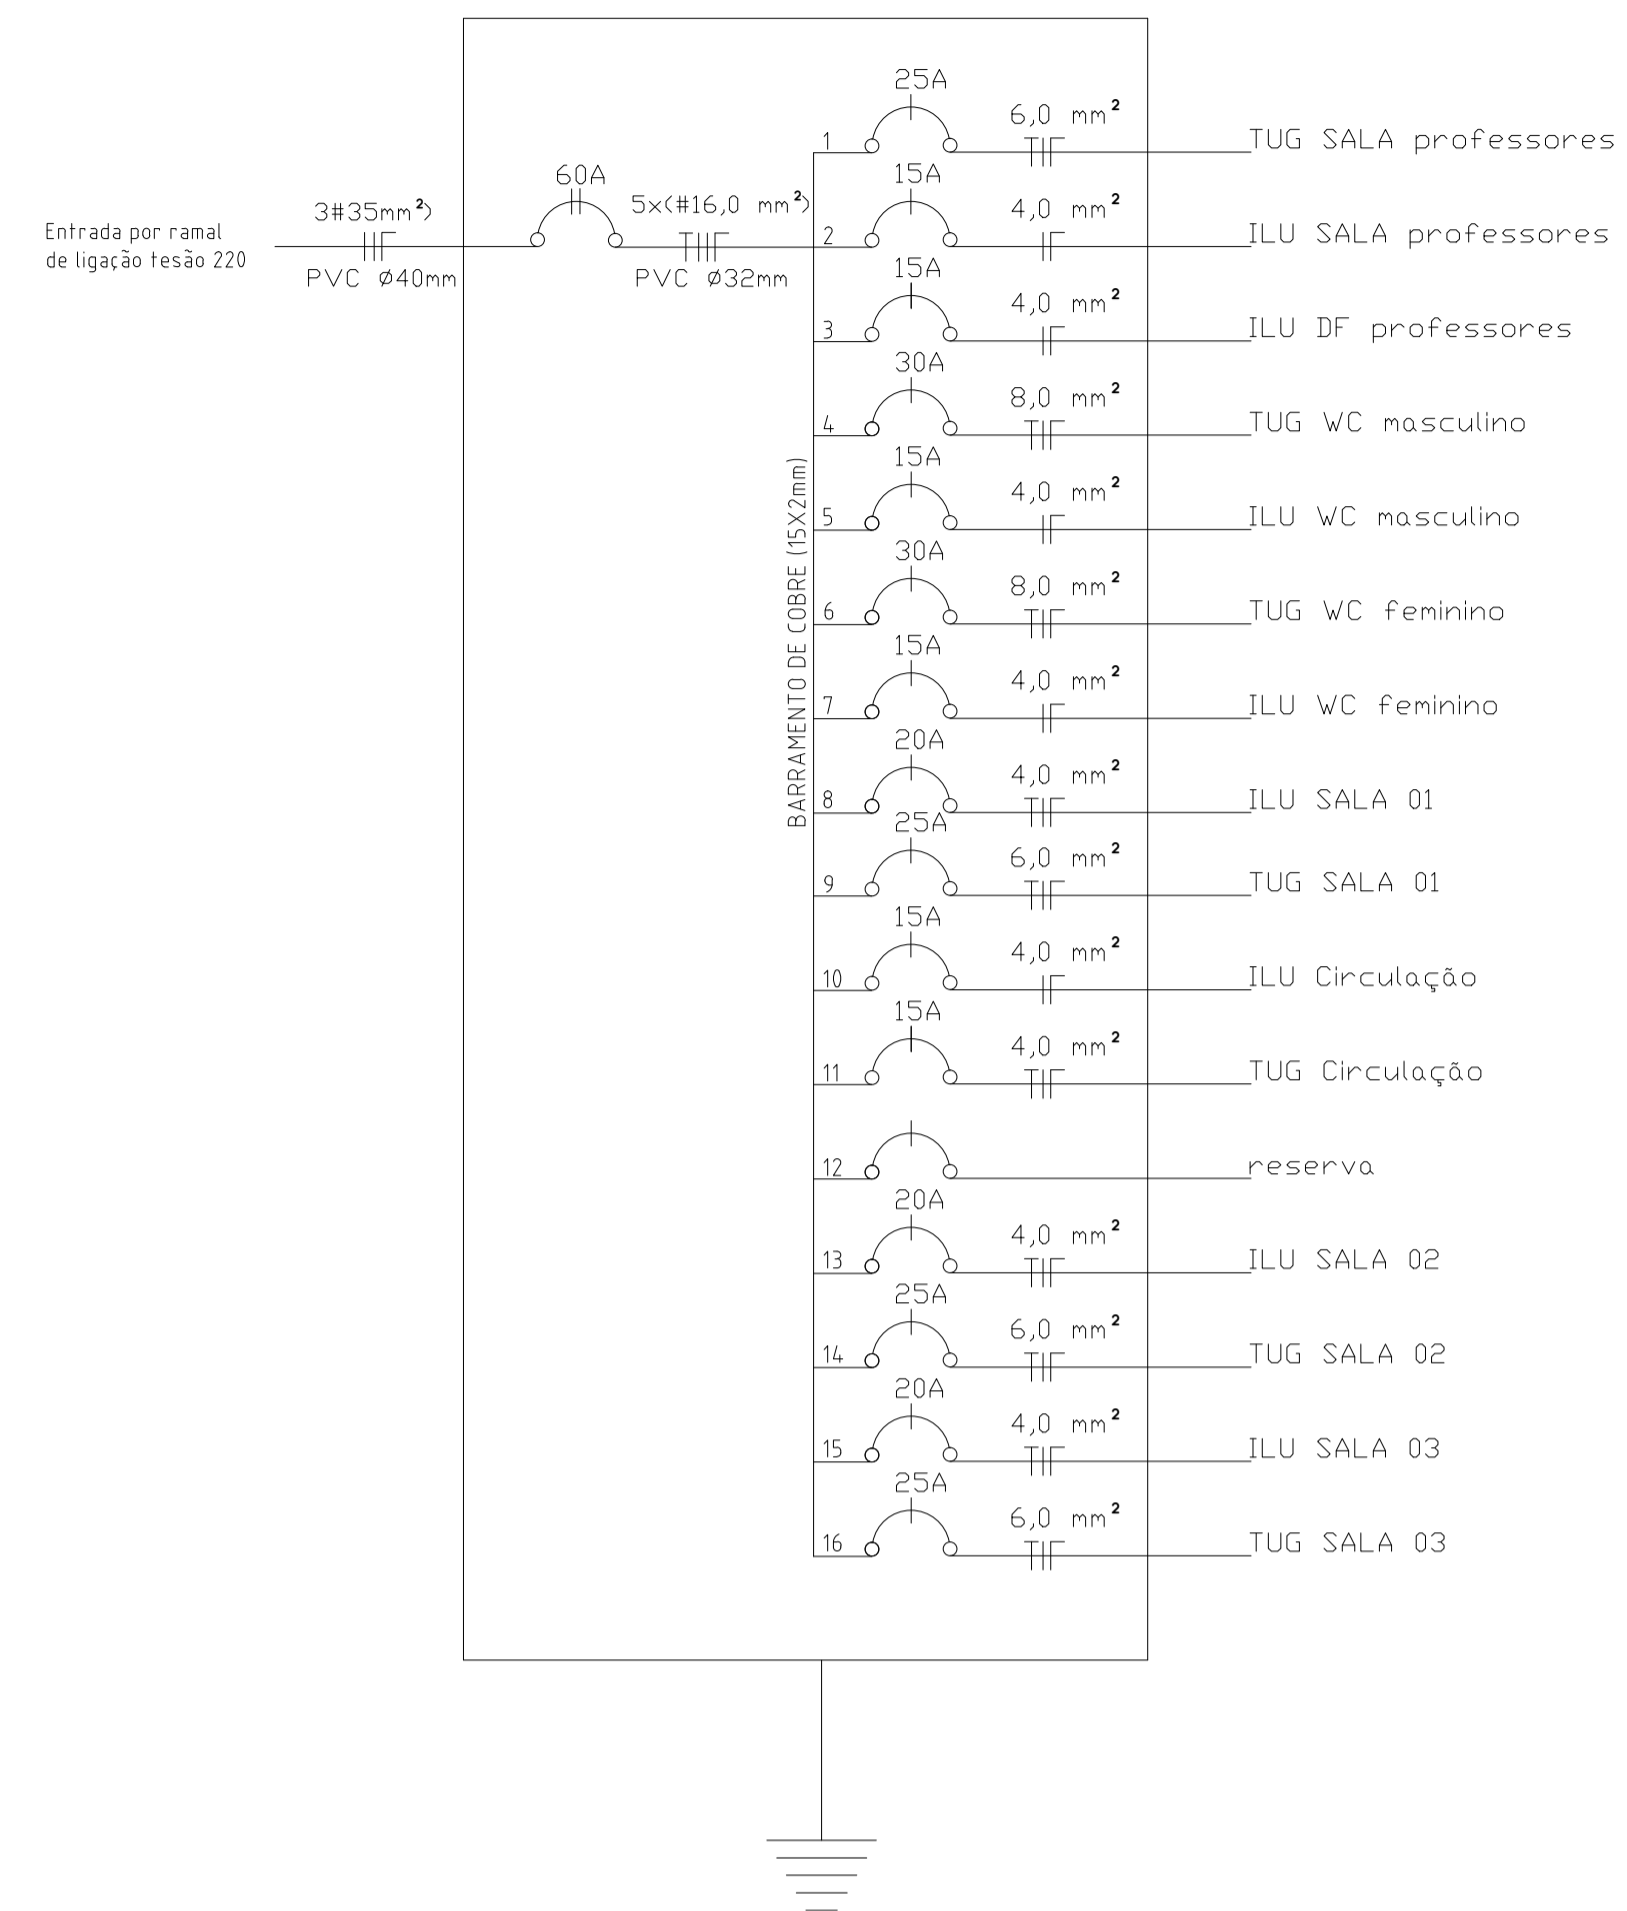 Entrada por ramal
de ligação tesão 220
3#35mm²)
PVC Ø40mm
60A
5x(#16,0 mm²)
PVC Ø32mm
BARRAMENTO DE COBRE (15X2mm)
1 25A 6,0 mm² TUG SALA professores
2 15A 4,0 mm² ILU SALA professores
3 15A 4,0 mm² ILU DF professores
4 30A 8,0 mm² TUG WC masculino
5 15A 4,0 mm² ILU WC masculino
6 30A 8,0 mm² TUG WC feminino
7 15A 4,0 mm² ILU WC feminino
8 20A 4,0 mm² ILU SALA 01
9 25A 6,0 mm² TUG SALA 01
10 15A 4,0 mm² ILU Circulação
11 15A 4,0 mm² TUG Circulação
12 reserva
13 20A 4,0 mm² ILU SALA 02
14 25A 6,0 mm² TUG SALA 02
15 20A 4,0 mm² ILU SALA 03
16 25A 6,0 mm² TUG SALA 03